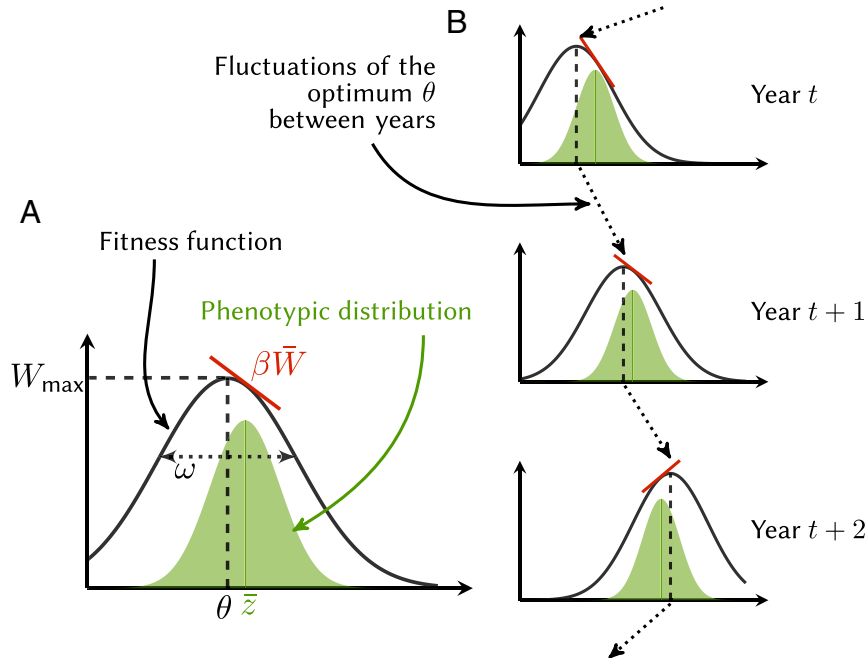 A
Fitness function
Phenotypic distribution
βW̄
W_max
ω
θ z̄
B
Fluctuations of the
optimum θ
between years
Year t
Year t + 1
Year t + 2